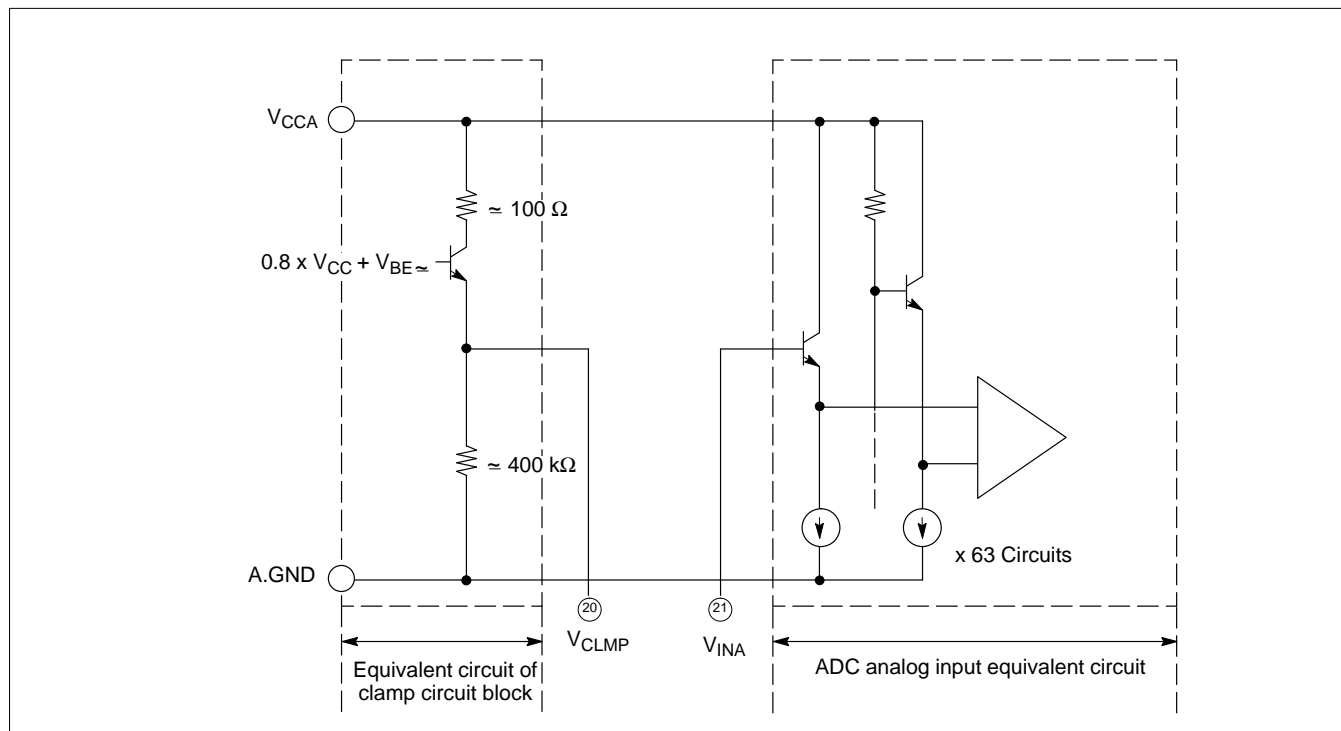 VCCA
≃ 100 Ω
0.8 x VCC + VBE ≃
≃ 400 kΩ
x 63 Circuits
A.GND
20
21
VCLMP
VINA
Equivalent circuit of
clamp circuit block
ADC analog input equivalent circuit